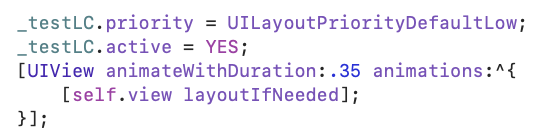 _testLC.priority = UILayoutPriorityDefaultLow;
_testLC.active = YES;
[UIView animateWithDuration:.35 animations:^{
    [self.view layoutIfNeeded];
}];